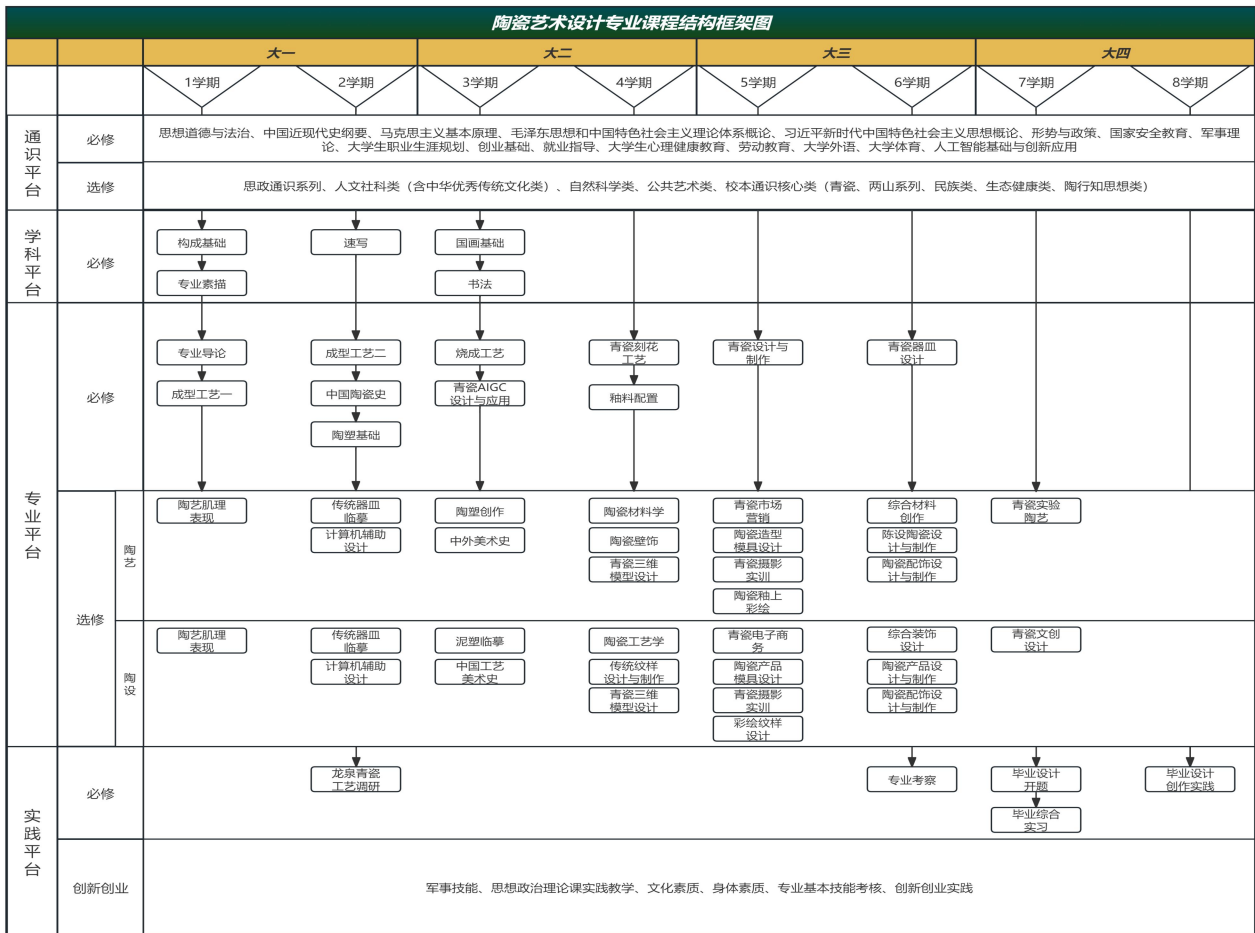 陶瓷艺术设计专业课程结构框架图
大一
大二
大三
大四
1学期
2学期
3学期
4学期
5学期
6学期
7学期
8学期
通识平台
必修
思想道德与法治、中国近现代史纲要、马克思主义基本原理、毛泽东思想和中国特色社会主义理论体系概论、习近平新时代中国特色社会主义思想概论、形势与政策、国家安全教育、军事理
论、大学生职业生涯规划、创业基础、就业指导、大学生心理健康教育、劳动教育、大学外语、大学体育、人工智能基础与创新应用
选修
思政通识系列、人文社科类（含中华优秀传统文化类）、自然科学类、公共艺术类、校本通识核心类（青瓷、两山系列、民族类、生态健康类、陶行知思想类）
学科平台
必修
构成基础
速写
国画基础
专业素描
书法
专业平台
必修
专业导论
成型工艺二
烧成工艺
青瓷刻花
工艺
青瓷设计与
制作
青瓷器皿
设计
成型工艺一
中国陶瓷史
青瓷AIGC
设计与应用
釉料配置
陶塑基础
选修
陶艺
陶艺肌理
表现
传统器皿
临摹
陶塑创作
陶瓷材料学
青瓷市场
营销
综合材料
创作
青瓷实验
陶艺
计算机辅助
设计
中外美术史
陶瓷壁饰
陶瓷造型
模具设计
陈设陶瓷设
计与制作
青瓷三维
模型设计
青瓷摄影
实训
陶瓷配饰设
计与制作
陶瓷釉上
彩绘
陶设
陶艺肌理
表现
传统器皿
临摹
泥塑临摹
陶瓷工艺学
青瓷电子商
务
综合装饰
设计
青瓷文创
设计
计算机辅助
设计
中国工艺
美术史
传统纹样
设计与制作
陶瓷产品
模具设计
陶瓷产品设
计与制作
青瓷三维
模型设计
青瓷摄影
实训
陶瓷配饰设
计与制作
彩绘纹样
设计
实践平台
必修
龙泉青瓷
工艺调研
专业考察
毕业设计
开题
毕业设计
创作实践
毕业综合
实习
创新创业
军事技能、思想政治理论课实践教学、文化素质、身体素质、专业基本技能考核、创新创业实践